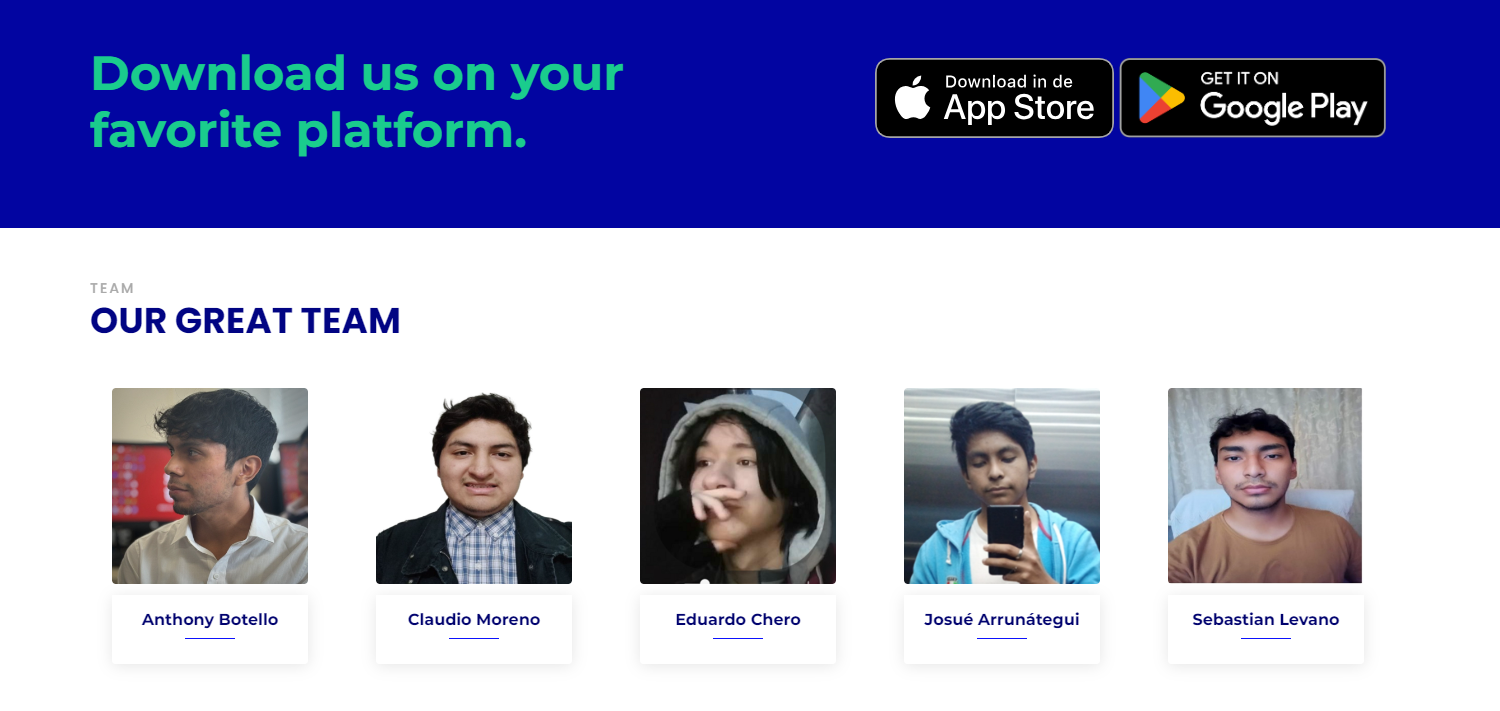 Download us on your
favorite platform.
Download in de
App Store
GET IT ON
Google Play
TEAM
OUR GREAT TEAM
Anthony Botello
Claudio Moreno
Eduardo Chero
Josué Arrunátegui
Sebastian Levano